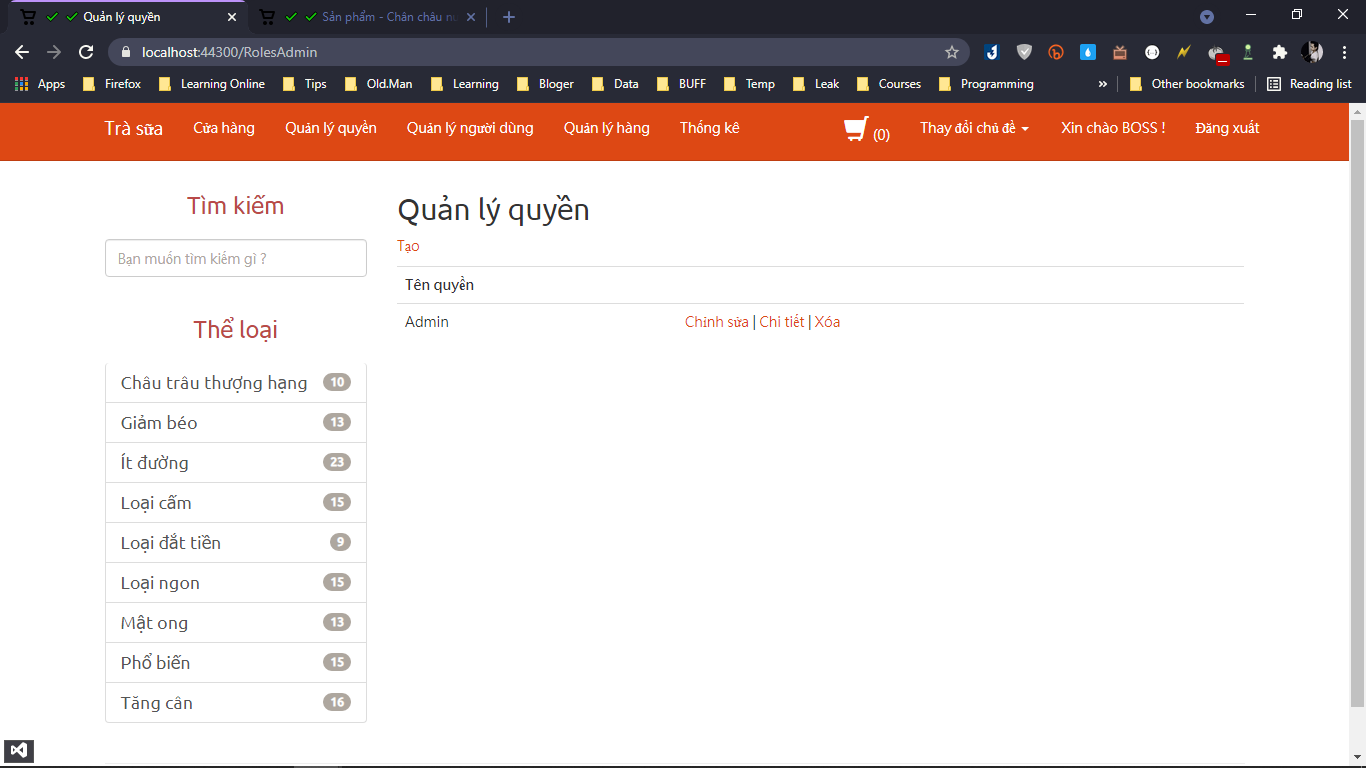 Quản lý quyền
Sản phẩm - Chân châu nu
localhost:44300/RolesAdmin
Apps Firefox Learning Online Tips Old.Man Learning Bloger Data BUFF Temp Leak Courses Programming » Other bookmarks Reading list
Trà sữa Cửa hàng Quản lý quyền Quản lý người dùng Quản lý hàng Thống kê (0) Thay đổi chủ đề Xin chào BOSS ! Đăng xuất
Tìm kiếm
Bạn muốn tìm kiếm gì ?
Thể loại
Châu trâu thượng hạng 10
Giảm béo 13
Ít đường 23
Loại cấm 15
Loại đắt tiền 9
Loại ngon 15
Mật ong 13
Phổ biến 15
Tăng cân 16
Quản lý quyền
Tạo
Tên quyền
Admin Chỉnh sửa | Chi tiết | Xóa